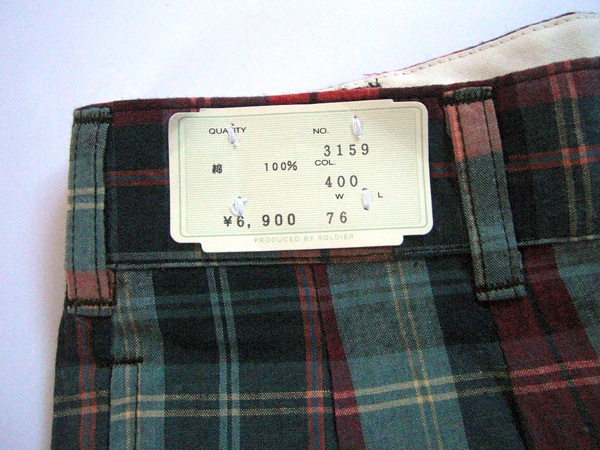 QUALITY NO.
3159
綿 100% COL.
400
W L
¥6,900 76
PRODUCED BY SOLDIER